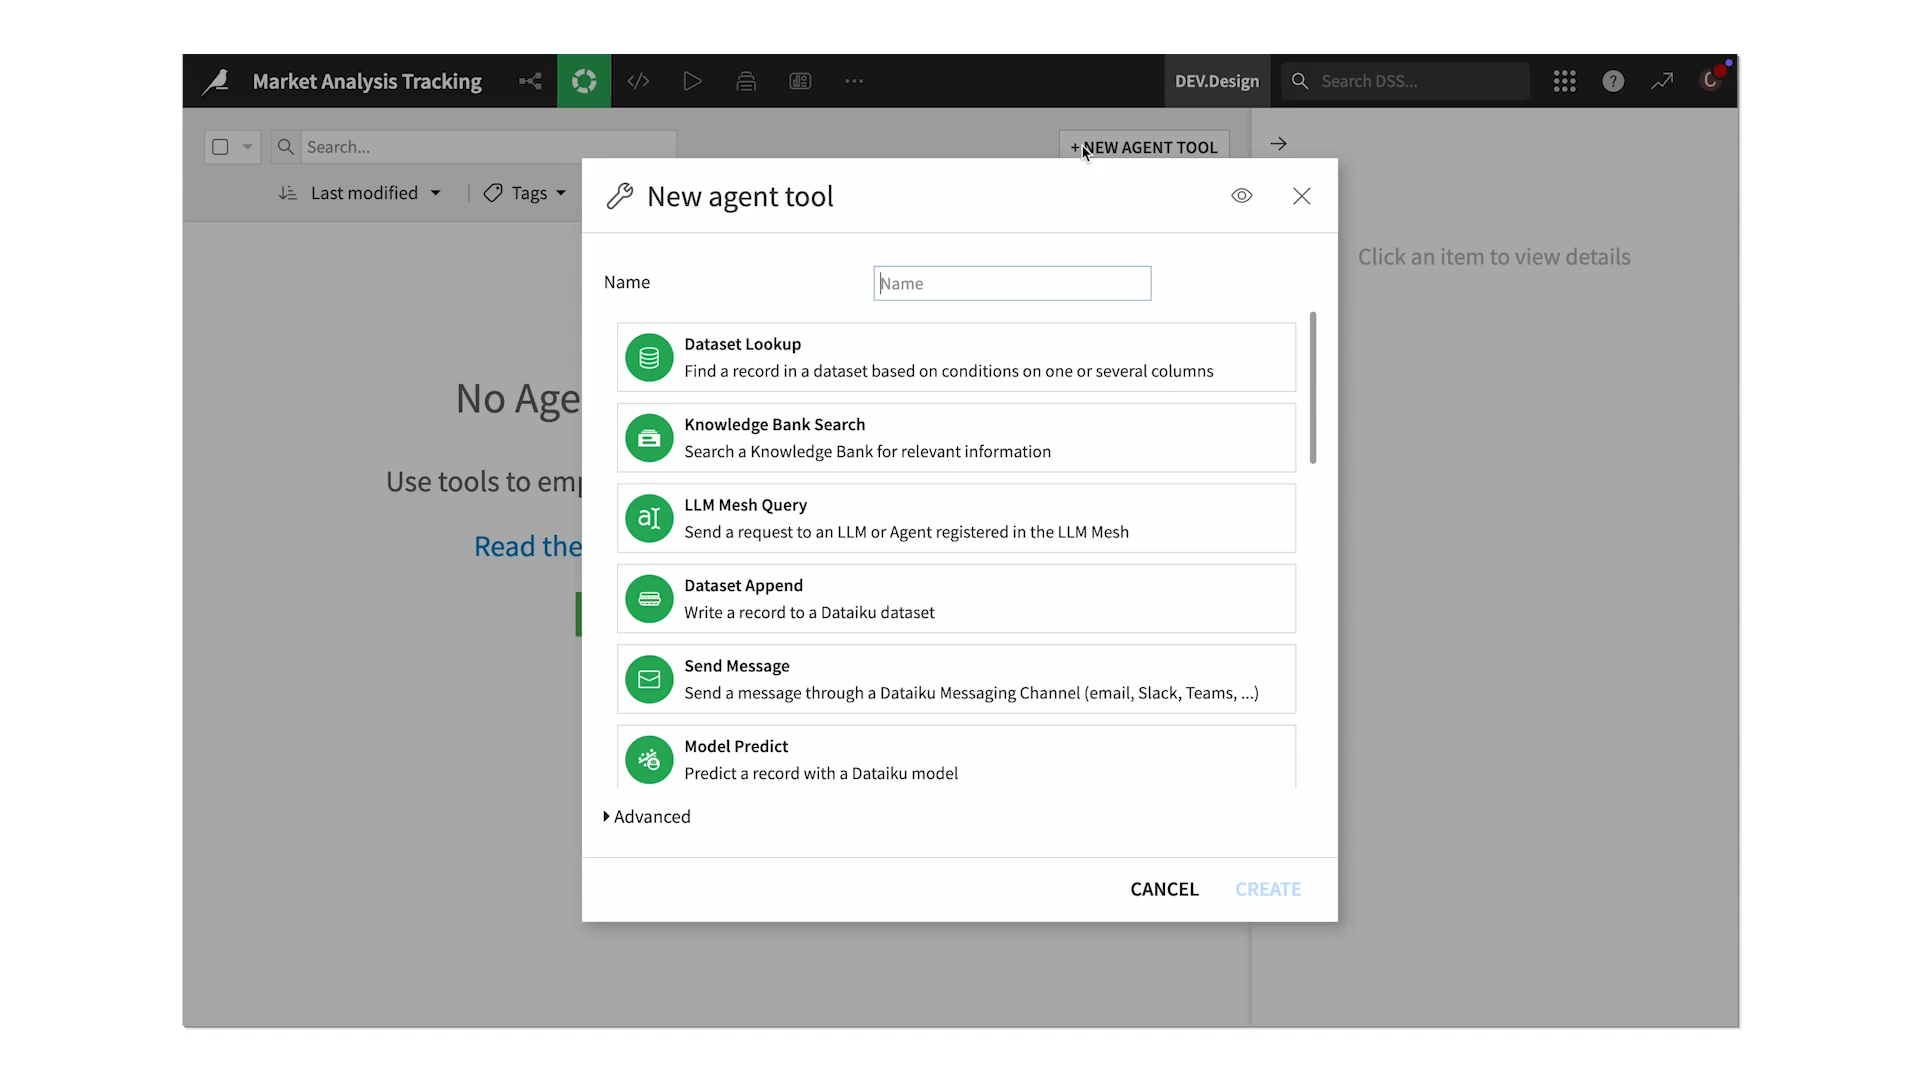 Market Analysis Tracking
DEV.Design
Search DSS...
?
C
Search...
+ NEW AGENT TOOL
Last modified
Tags
New agent tool
Click an item to view details
Name
Name
Dataset Lookup
Find a record in a dataset based on conditions on one or several columns
No Age
Knowledge Bank Search
Search a Knowledge Bank for relevant information
Use tools to emp
LLM Mesh Query
Send a request to an LLM or Agent registered in the LLM Mesh
Read the
Dataset Append
Write a record to a Dataiku dataset
Send Message
Send a message through a Dataiku Messaging Channel (email, Slack, Teams, ...)
Model Predict
Predict a record with a Dataiku model
Advanced
CANCEL
CREATE